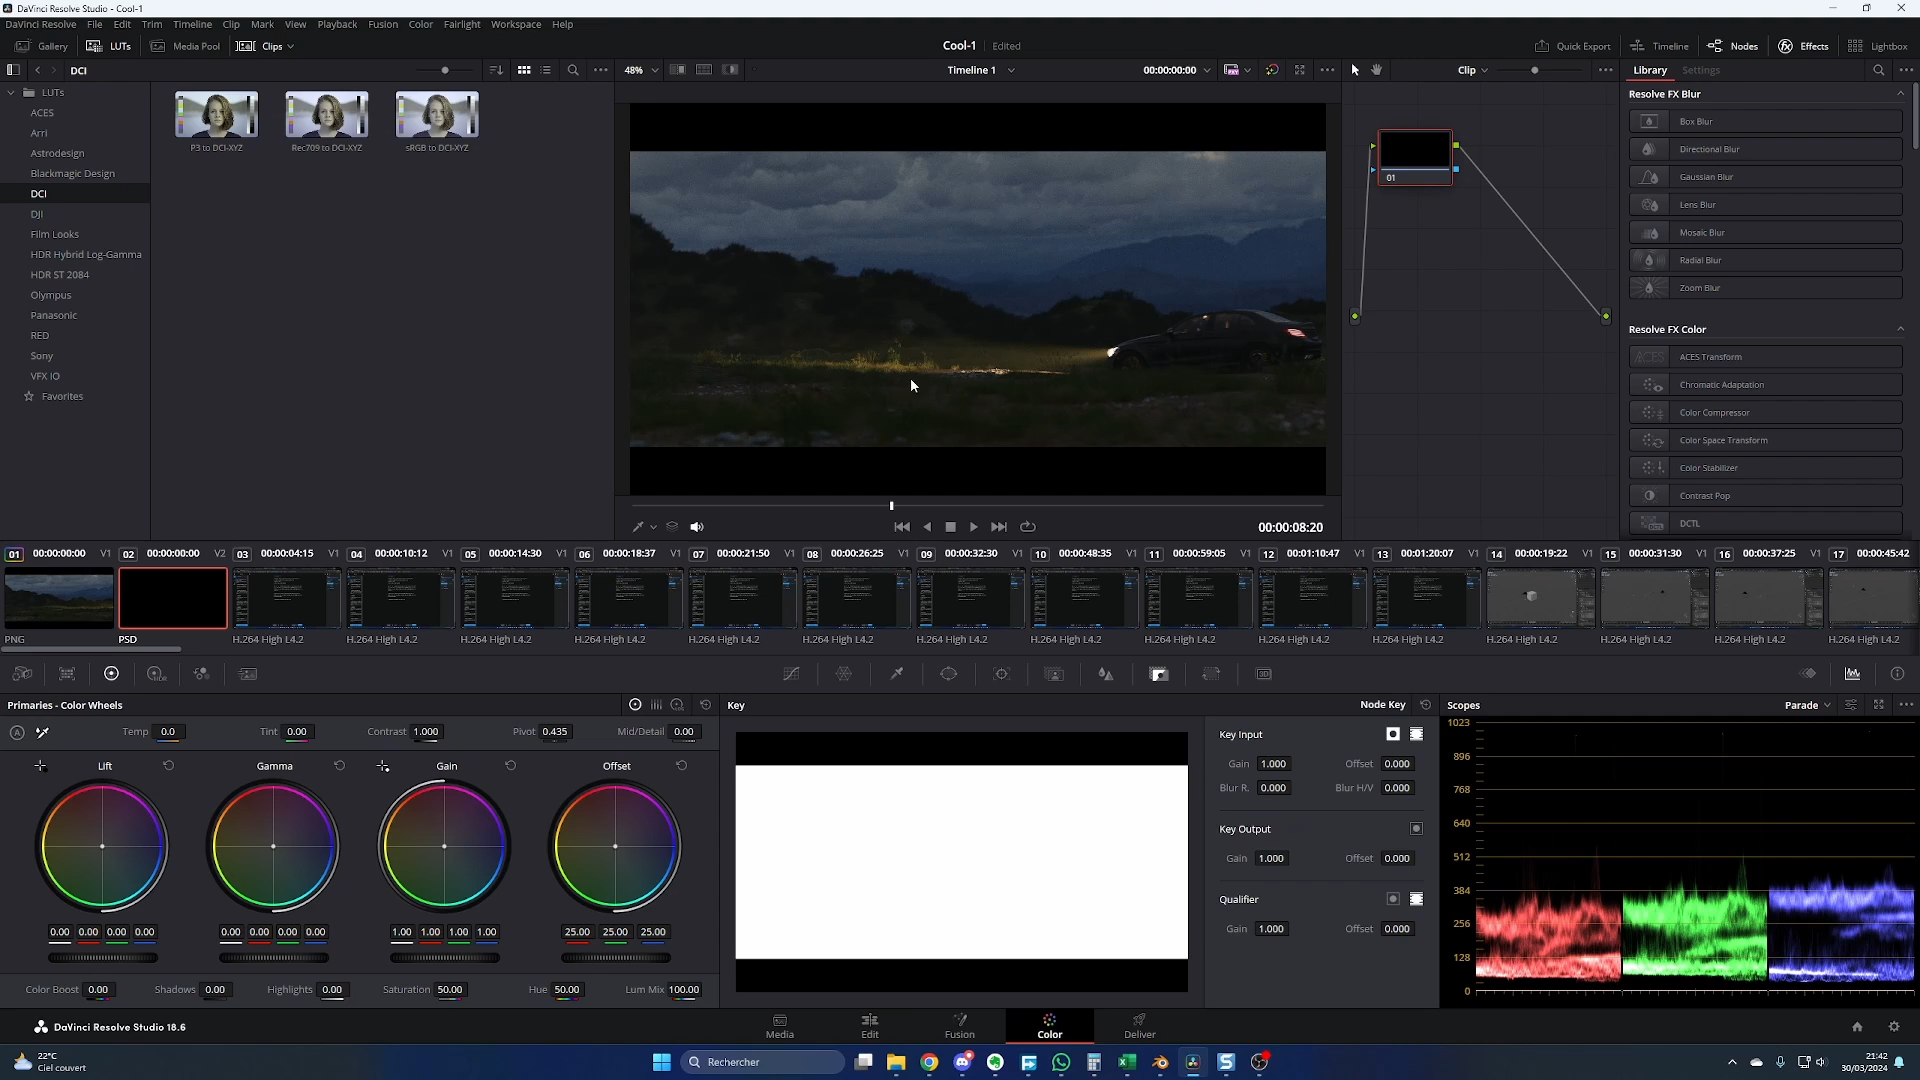 DaVinci Resolve Studio - Cool-1
DaVinci Resolve File Edit Trim Timeline Clip Mark View Playback Fusion Color Fairlight Workspace Help
Gallery LUTs Media Pool Clips Cool-1 Edited Quick Export Timeline Nodes Effects Lightbox
DCI 48% Timeline 1 00:00:00:00 Clip Library Settings
LUTs
ACES
Arri
Astrodesign
Blackmagic Design
DCI
DJI
Film Looks
HDR Hybrid Log-Gamma
HDR ST 2084
Olympus
Panasonic
RED
Sony
VFX IO
Favorites
P3 to DCI-XYZ Rec709 to DCI-XYZ sRGB to DCI-XYZ
01
Resolve FX Blur
Box Blur
Directional Blur
Gaussian Blur
Lens Blur
Mosaic Blur
Radial Blur
Zoom Blur
Resolve FX Color
ACES Transform
Chromatic Adaptation
Color Compressor
Color Space Transform
Color Stabilizer
Contrast Pop
DCTL
00:00:08:20
01 00:00:00:00 V1 02 00:00:00:00 V2 03 00:00:04:15 V1 04 00:00:10:12 V1 05 00:00:14:30 V1 06 00:00:18:37 V1 07 00:00:21:50 V1 08 00:00:26:25 V1 09 00:00:32:30 V1 10 00:00:48:35 V1 11 00:00:59:05 V1 12 00:01:10:47 V1 13 00:01:20:07 V1 14 00:00:19:22 V1 15 00:00:31:30 V1 16 00:00:37:25 V1 17 00:00:45:42
PNG PSD H.264 High L4.2 H.264 High L4.2 H.264 High L4.2 H.264 High L4.2 H.264 High L4.2 H.264 High L4.2 H.264 High L4.2 H.264 High L4.2 H.264 High L4.2 H.264 High L4.2 H.264 High L4.2 H.264 High L4.2 H.264 High L4.2 H.264 High L4.2 H.264 High L4.2
Primaries - Color Wheels
Temp 0.0 Tint 0.00 Contrast 1.000 Pivot 0.435 Mid/Detail 0.00
Lift Gamma Gain Offset
0.00 0.00 0.00 0.00 0.00 0.00 0.00 0.00 1.00 1.00 1.00 1.00 25.00 25.00 25.00
Color Boost 0.00 Shadows 0.00 Highlights 0.00 Saturation 50.00 Hue 50.00 Lum Mix 100.00
Key Node Key
Key Input
Gain 1.000 Offset 0.000
Blur R. 0.000 Blur H/V 0.000
Key Output
Gain 1.000 Offset 0.000
Qualifier
Gain 1.000 Offset 0.000
Scopes Parade
1023
896
768
640
512
384
256
128
0
DaVinci Resolve Studio 18.6
Media Edit Fusion Color Deliver
22°C
Ciel couvert
Rechercher
21:42
30/03/2024